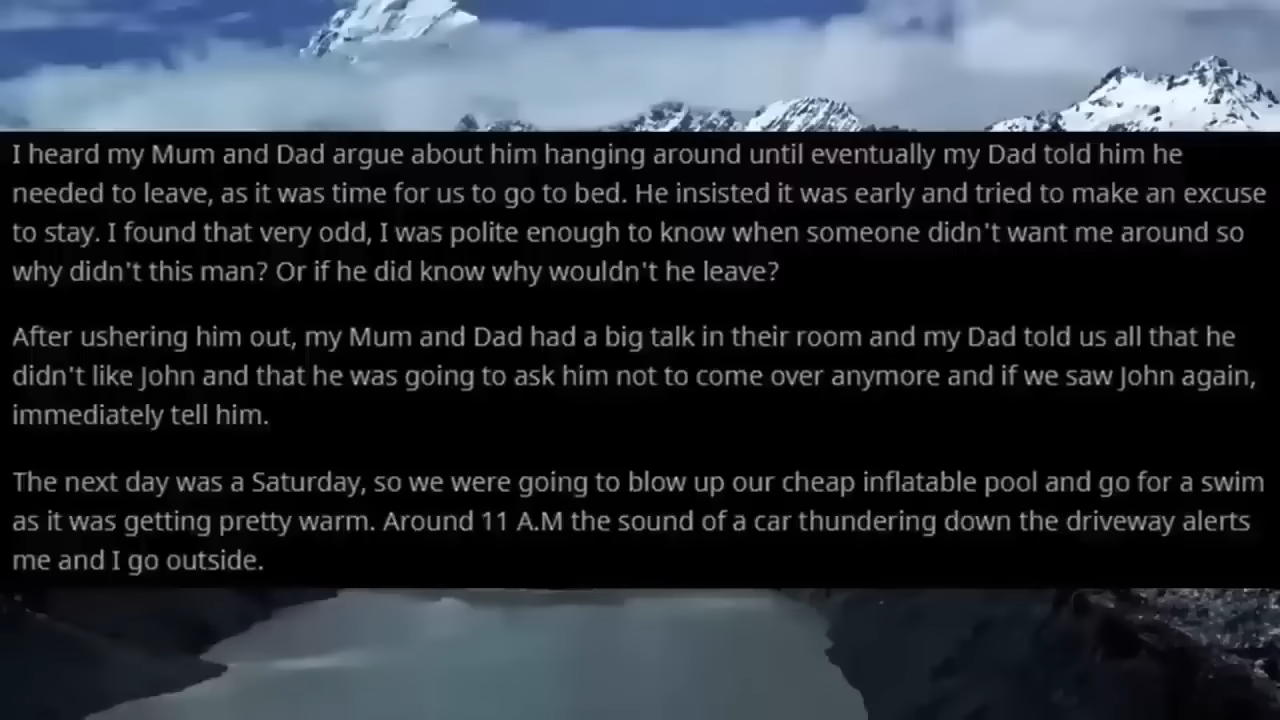 I heard my Mum and Dad argue about him hanging around until eventually my Dad told him he
needed to leave, as it was time for us to go to bed. He insisted it was early and tried to make an excuse
to stay. I found that very odd, I was polite enough to know when someone didn't want me around so
why didn't this man? Or if he did know why wouldn't he leave?
After ushering him out, my Mum and Dad had a big talk in their room and my Dad told us all that he
didn't like John and that he was going to ask him not to come over anymore and if we saw John again,
immediately tell him.
The next day was a Saturday, so we were going to blow up our cheap inflatable pool and go for a swim
as it was getting pretty warm. Around 11 A.M the sound of a car thundering down the driveway alerts
me and I go outside.